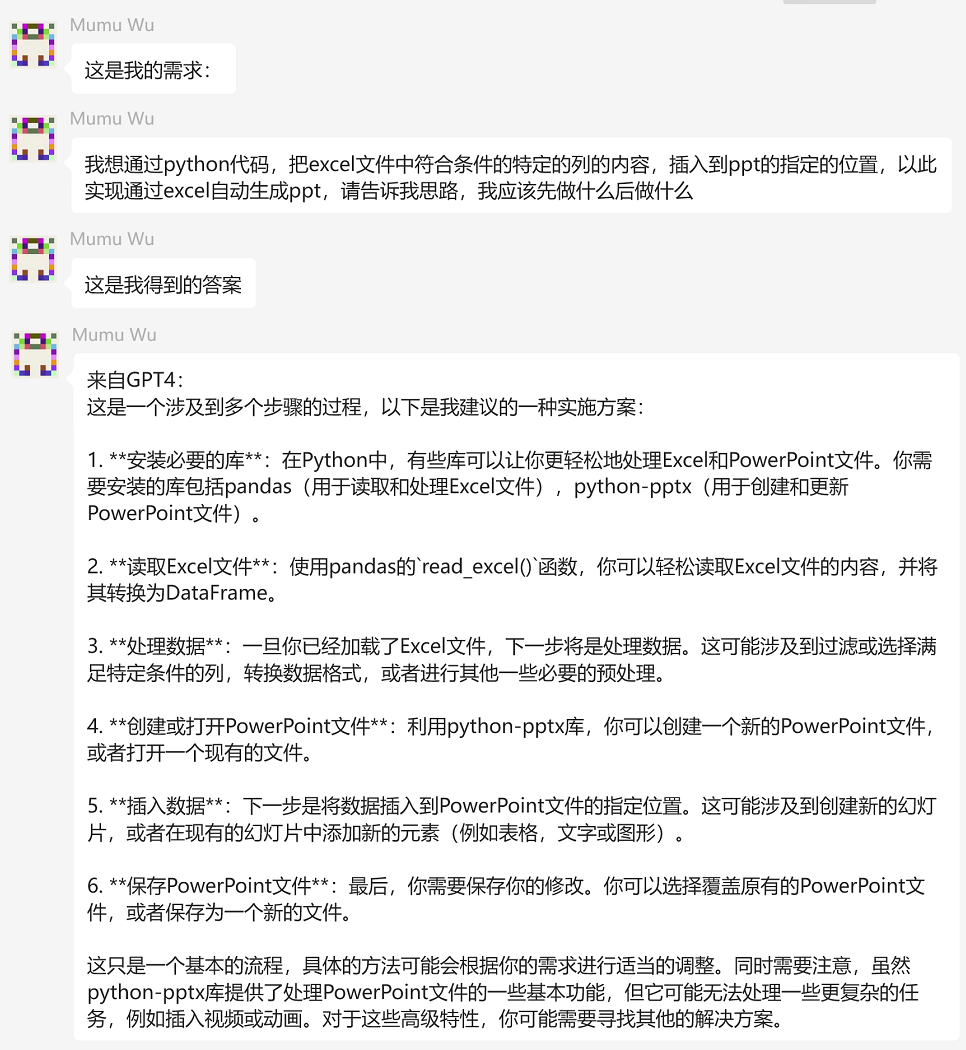 Mumu Wu
这是我的需求：
Mumu Wu
我想通过python代码，把excel文件中符合条件的特定的列的内容，插入到ppt的指定的位置，以此
实现通过excel自动生成ppt，请告诉我思路，我应该先做什么后做什么
Mumu Wu
这是我得到的答案
Mumu Wu
来自GPT4：
这是一个涉及到多个步骤的过程，以下是我建议的一种实施方案：
1. **安装必要的库**：在Python中，有些库可以让你更轻松地处理Excel和PowerPoint文件。你需
要安装的库包括pandas（用于读取和处理Excel文件），python-pptx（用于创建和更新
PowerPoint文件）。
2. **读取Excel文件**：使用pandas的`read_excel()`函数，你可以轻松读取Excel文件的内容，并将
其转换为DataFrame。
3. **处理数据**：一旦你已经加载了Excel文件，下一步将是处理数据。这可能涉及到过滤或选择满
足特定条件的列，转换数据格式，或者进行其他一些必要的预处理。
4. **创建或打开PowerPoint文件**：利用python-pptx库，你可以创建一个新的PowerPoint文件，
或者打开一个现有的文件。
5. **插入数据**：下一步是将数据插入到PowerPoint文件的指定位置。这可能涉及到创建新的幻灯
片，或者在现有的幻灯片中添加新的元素（例如表格，文字或图形）。
6. **保存PowerPoint文件**：最后，你需要保存你的修改。你可以选择覆盖原有的PowerPoint文
件，或者保存为一个新的文件。
这只是一个基本的流程，具体的方法可能会根据你的需求进行适当的调整。同时需要注意，虽然
python-pptx库提供了处理PowerPoint文件的一些基本功能，但它可能无法处理一些更复杂的任
务，例如插入视频或动画。对于这些高级特性，你可能需要寻找其他的解决方案。